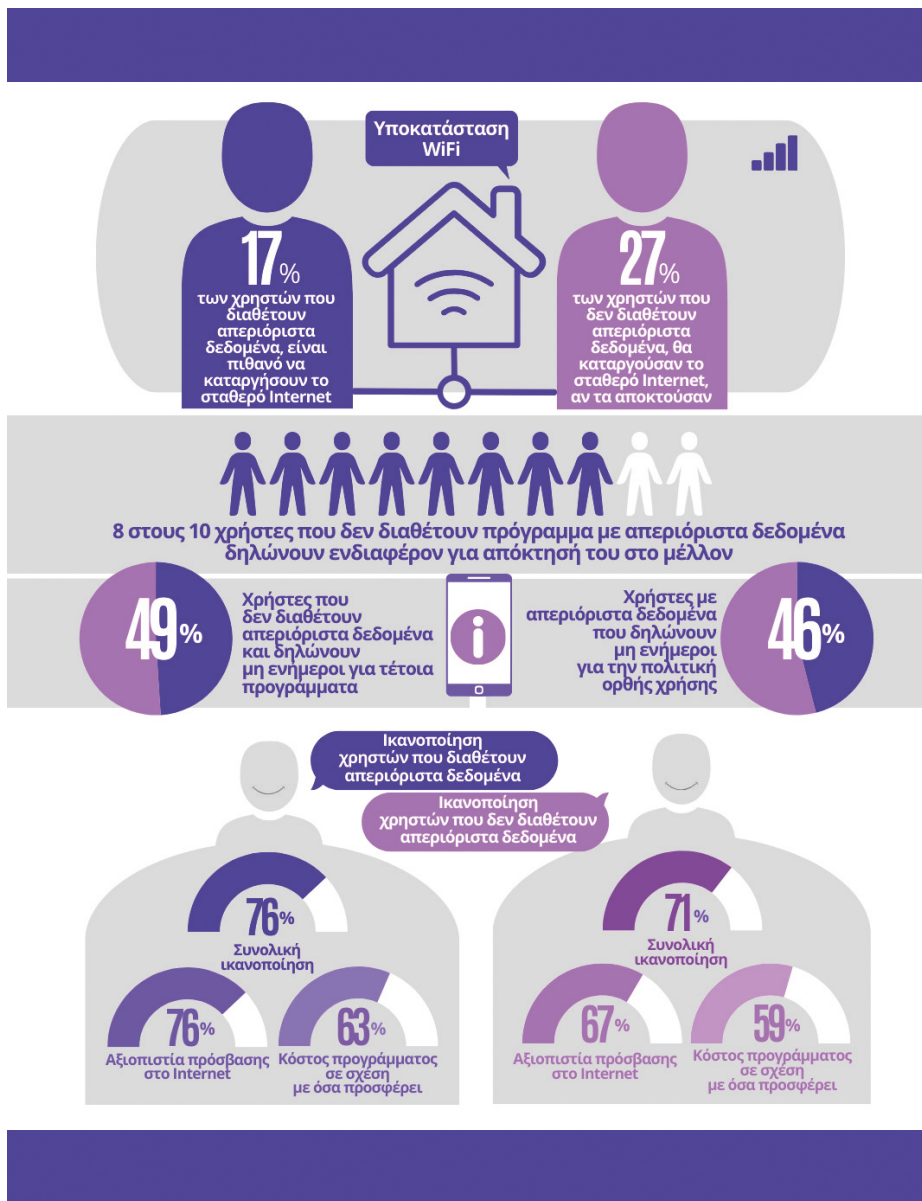 Υποκατάσταση
WiFi
17%
των χρηστών που
διαθέτουν
απεριόριστα
δεδομένα, είναι
πιθανό να
καταργήσουν το
σταθερό Internet
27%
των χρηστών που
δεν διαθέτουν
απεριόριστα
δεδομένα, θα
καταργούσαν το
σταθερό Internet,
αν τα αποκτούσαν
8 στους 10 χρήστες που δεν διαθέτουν πρόγραμμα με απεριόριστα δεδομένα
δηλώνουν ενδιαφέρον για απόκτησή του στο μέλλον
49%
Χρήστες που
δεν διαθέτουν
απεριόριστα δεδομένα
και δηλώνουν
μη ενήμεροι για τέτοια
προγράμματα
i
Χρήστες με
απεριόριστα δεδομένα
που δηλώνουν
μη ενήμεροι
για την πολιτική
ορθής χρήσης
46%
Ικανοποίηση
χρηστών που διαθέτουν
απεριόριστα δεδομένα
Ικανοποίηση
χρηστών που δεν διαθέτουν
απεριόριστα δεδομένα
76%
Συνολική
ικανοποίηση
76%
Αξιοπιστία πρόσβασης
στο Internet
63%
Κόστος προγράμματος
σε σχέση
με όσα προσφέρει
71%
Συνολική
ικανοποίηση
67%
Αξιοπιστία πρόσβασης
στο Internet
59%
Κόστος προγράμματος
σε σχέση
με όσα προσφέρει